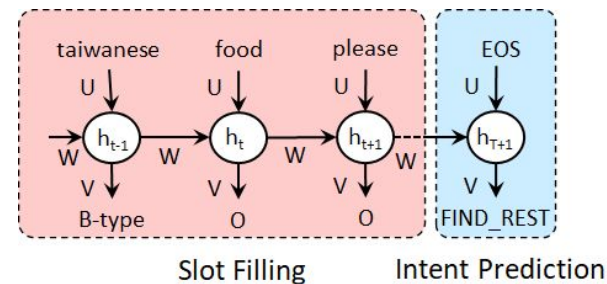 taiwanese food please EOS
U U U U
h_{t-1} h_t h_{t+1} h_{T+1}
W W W W
V V V V
B-type O O FIND_REST
Slot Filling Intent Prediction